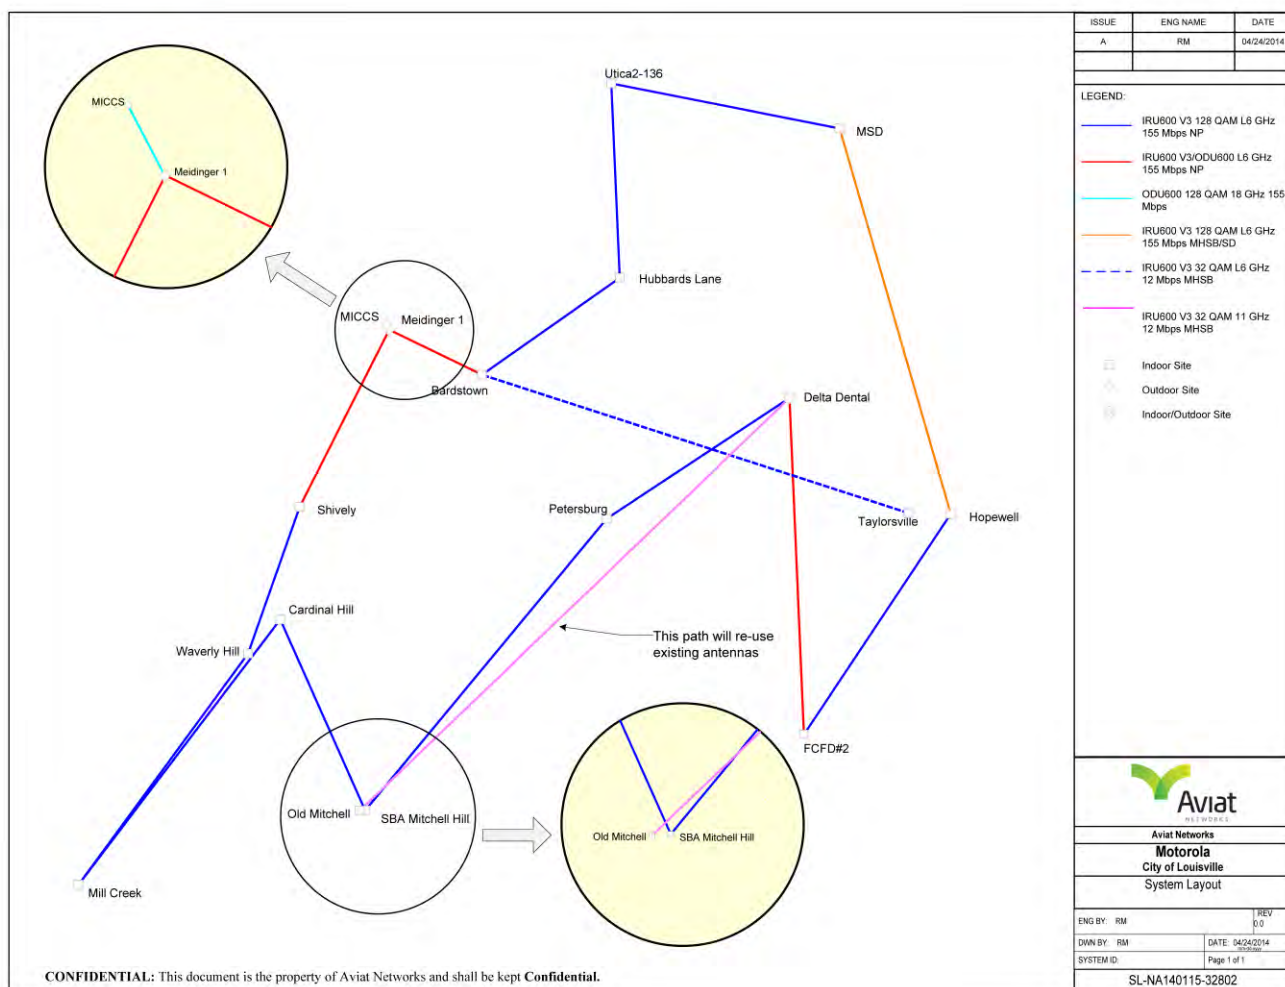 ISSUE ENG NAME DATE
A RM 04/24/2014
LEGEND:
IRU600 V3 128 QAM L6 GHz
155 Mbps NP
IRU600 V3/ODU600 L6 GHz
155 Mbps NP
ODU600 128 QAM 18 GHz 155
Mbps
IRU600 V3 128 QAM L6 GHz
155 Mbps MHSB/SD
IRU600 V3 32 QAM L6 GHz
12 Mbps MHSB
IRU600 V3 32 QAM 11 GHz
12 Mbps MHSB
Indoor Site
Outdoor Site
Indoor/Outdoor Site
MICCS
Meidinger 1
Utica2-136
MSD
Hubbards Lane
MICCS
Meidinger 1
Bardstown
Delta Dental
Shively
Petersburg
Taylorsville
Hopewell
Cardinal Hill
Waverly Hill
This path will re-use
existing antennas
FCFD#2
Old Mitchell
SBA Mitchell Hill
Old Mitchell
SBA Mitchell Hill
Mill Creek
Aviat
NETWORKS
Aviat Networks
Motorola
City of Louisville
System Layout
ENG BY: RM
REV
0.0
DWN BY: RM
DATE: 04/24/2014
SYSTEM ID:
Page 1 of 1
SL-NA140115-32802
CONFIDENTIAL: This document is the property of Aviat Networks and shall be kept Confidential.